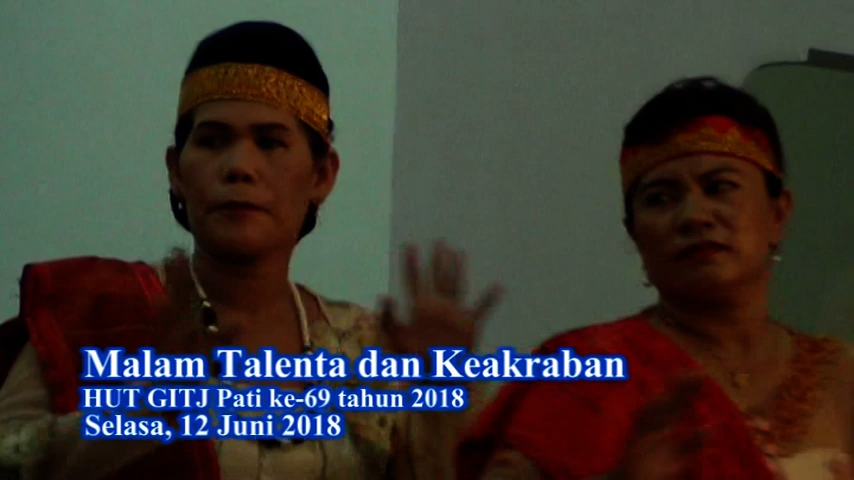 Malam Talenta dan Keakraban
HUT GITJ Pati ke-69 tahun 2018
Selasa, 12 Juni 2018